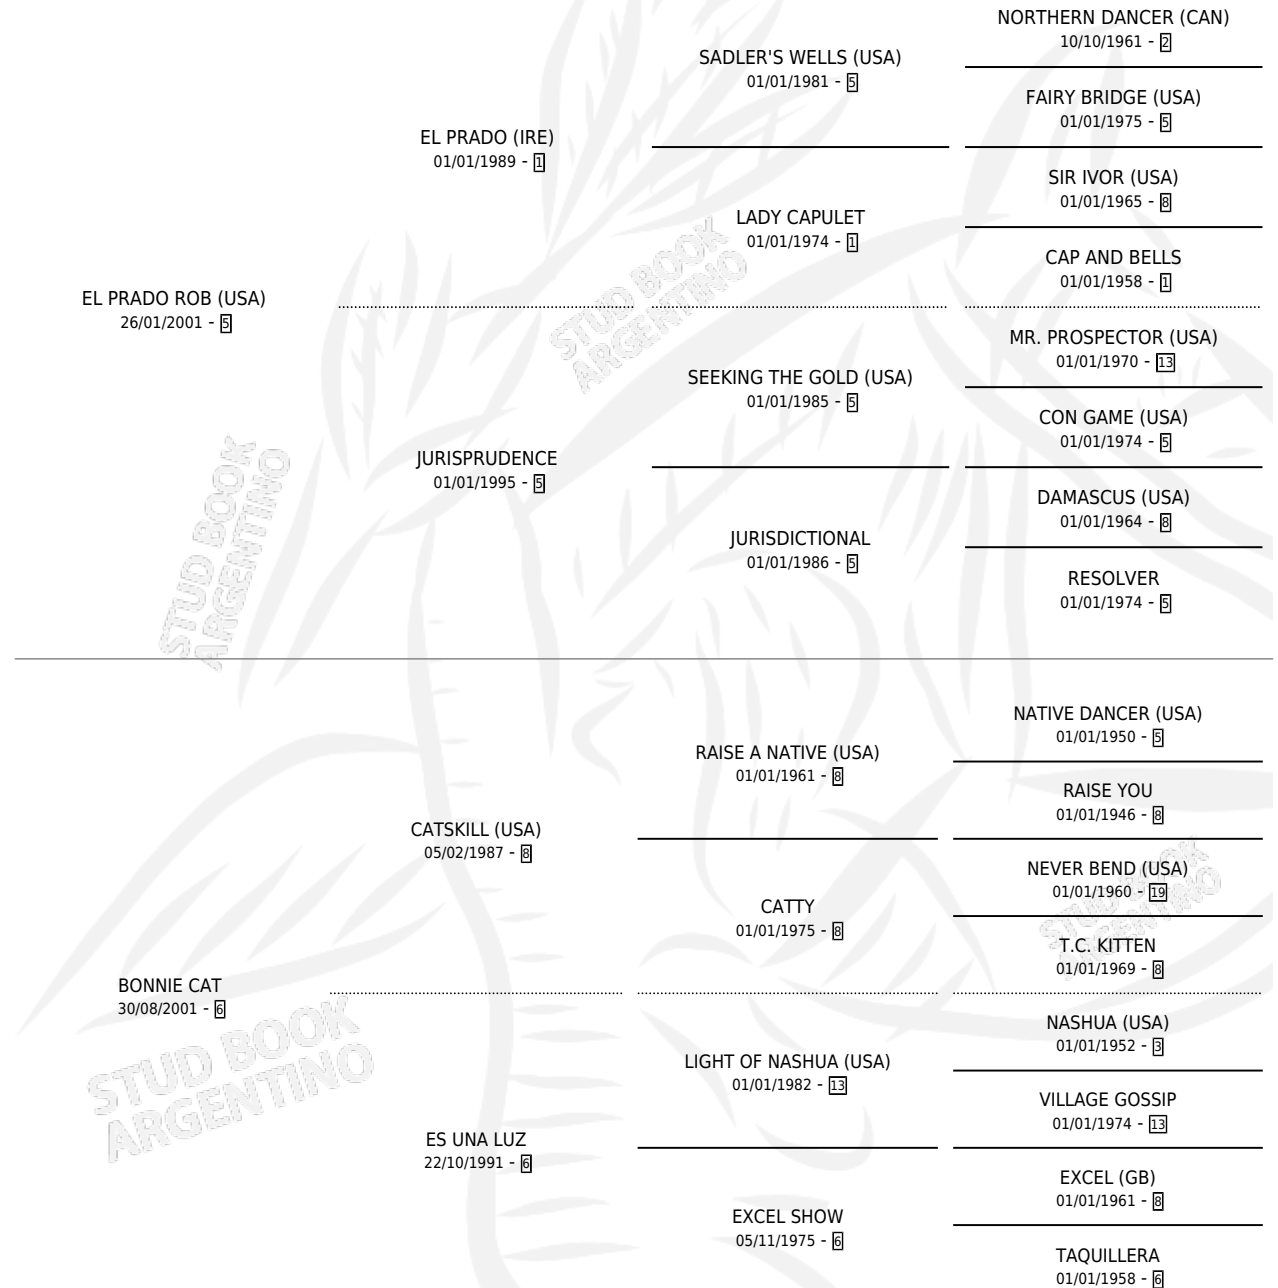 NORTHERN DANCER (CAN)
10/10/1961 - 2
SADLER'S WELLS (USA)
01/01/1981 - 5
FAIRY BRIDGE (USA)
01/01/1975 - 5
EL PRADO (IRE)
01/01/1989 - 1
SIR IVOR (USA)
01/01/1965 - 8
LADY CAPULET
01/01/1974 - 1
CAP AND BELLS
01/01/1958 - 1
EL PRADO ROB (USA)
26/01/2001 - 5
STUD BOOK
ARGENTINO
MR. PROSPECTOR (USA)
01/01/1970 - 13
SEEKING THE GOLD (USA)
01/01/1985 - 5
CON GAME (USA)
01/01/1974 - 5
JURISPRUDENCE
01/01/1995 - 5
DAMASCUS (USA)
01/01/1964 - 8
JURISDICTIONAL
01/01/1986 - 5
RESOLVER
01/01/1974 - 5
STUD BOOK
ARGENTINO
NATIVE DANCER (USA)
01/01/1950 - 5
RAISE A NATIVE (USA)
01/01/1961 - 8
RAISE YOU
01/01/1946 - 8
CATSKILL (USA)
05/02/1987 - 8
NEVER BEND (USA)
01/01/1960 - 19
CATTY
01/01/1975 - 8
T.C. KITTEN
01/01/1969 - 8
STUD BOOK
ARGENTINO
BONNIE CAT
30/08/2001 - 6
NASHUA (USA)
01/01/1952 - 3
LIGHT OF NASHUA (USA)
01/01/1982 - 13
VILLAGE GOSSIP
01/01/1974 - 13
STUD BOOK
ARGENTINO
ES UNA LUZ
22/10/1991 - 6
EXCEL (GB)
01/01/1961 - 8
EXCEL SHOW
05/11/1975 - 6
TAQUILLERA
01/01/1958 - 6